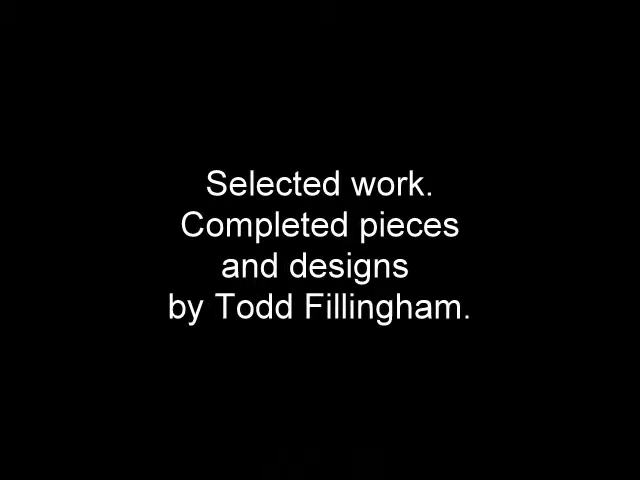 Selected work.
Completed pieces
and designs
by Todd Fillingham.